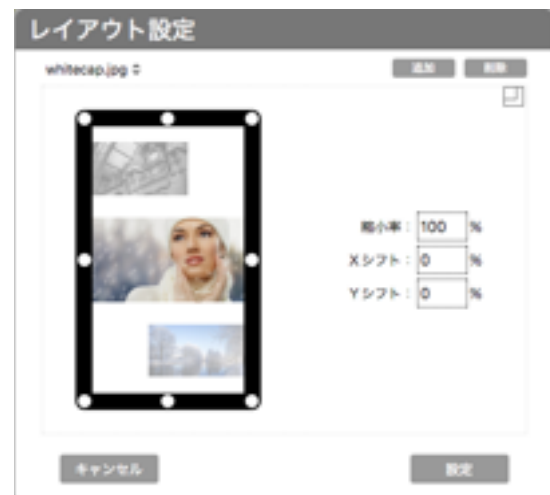 レイアウト設定
whitecap.jpg
追加 削除
縮小率： 100 %
Xシフト： 0 %
Yシフト： 0 %
キャンセル 設定